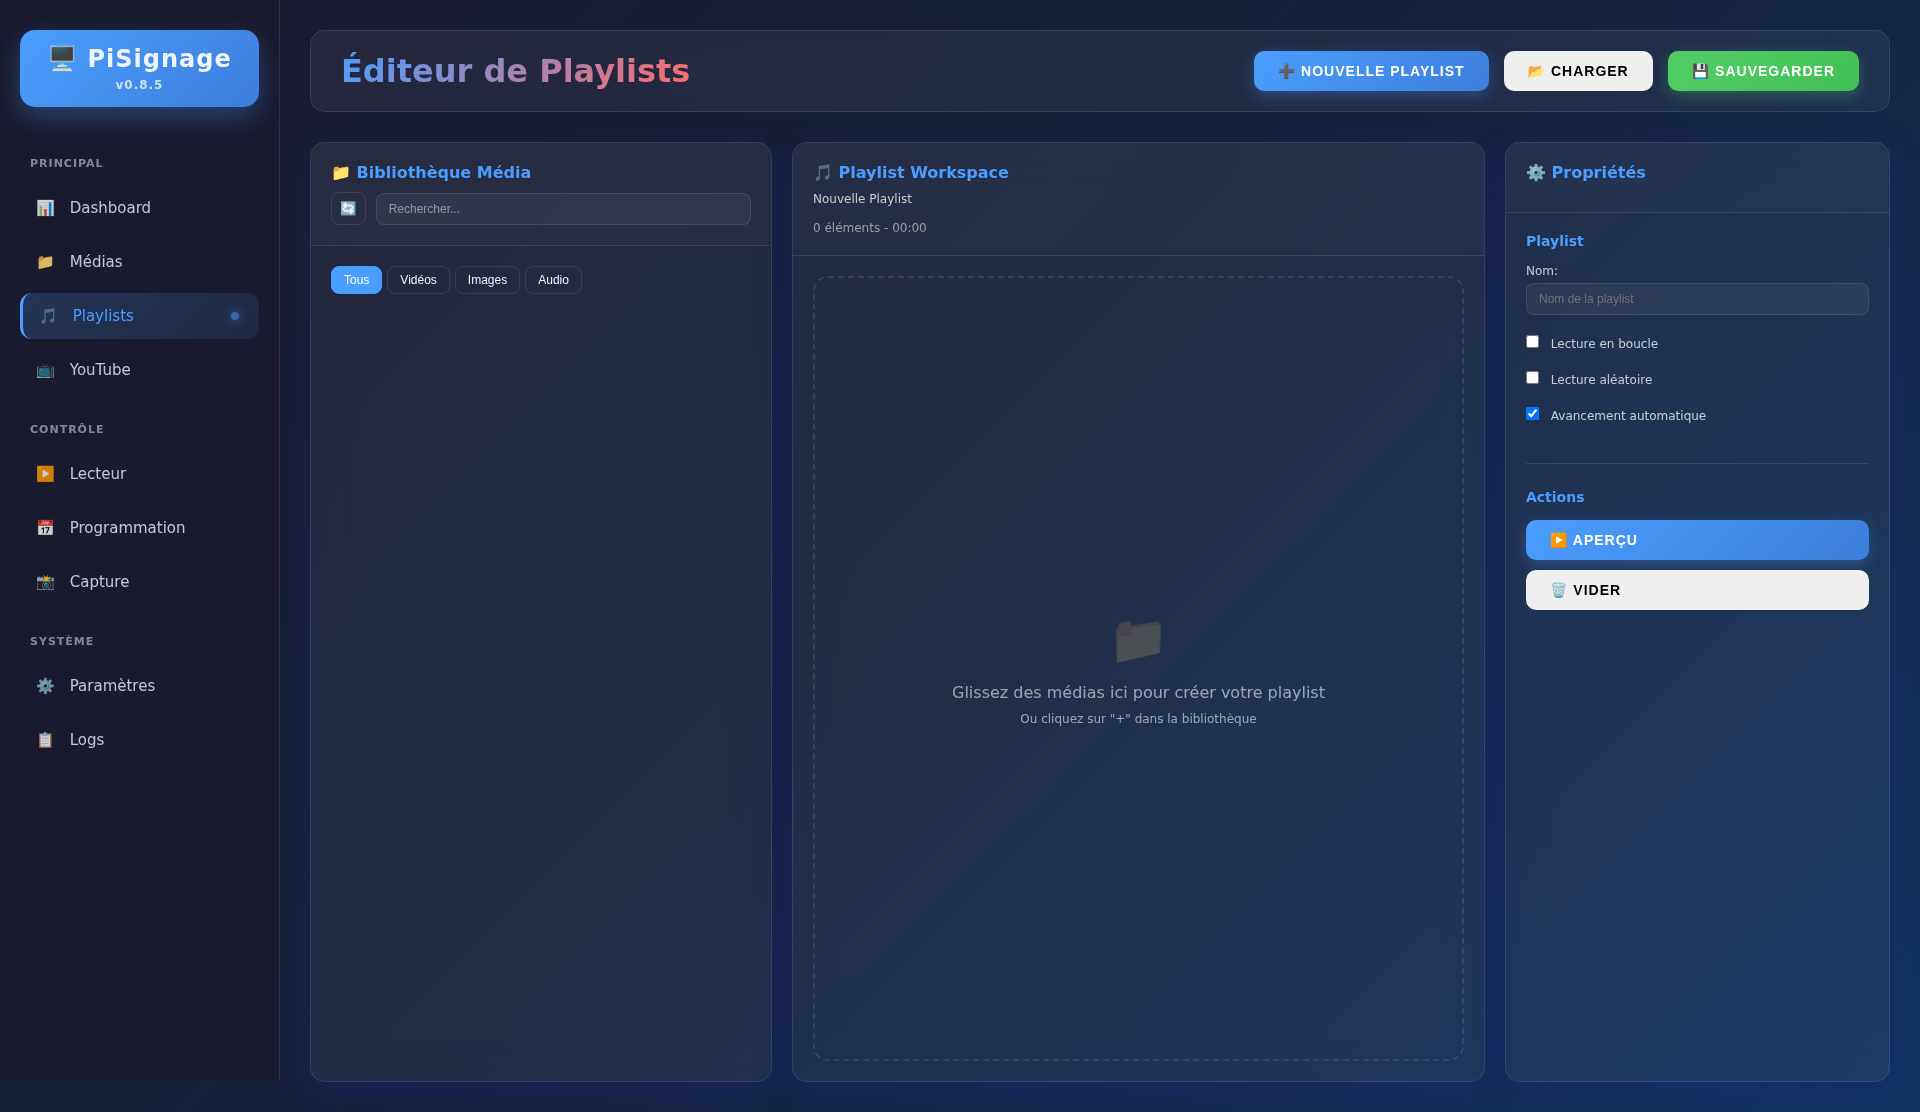 PiSignage
v0.8.5
PRINCIPAL
Dashboard
Médias
Playlists
YouTube
CONTRÔLE
Lecteur
Programmation
Capture
SYSTÈME
Paramètres
Logs
Éditeur de Playlists
NOUVELLE PLAYLIST
CHARGER
SAUVEGARDER
Bibliothèque Média
Rechercher...
Tous
Vidéos
Images
Audio
Playlist Workspace
Nouvelle Playlist
0 éléments - 00:00
Glissez des médias ici pour créer votre playlist
Ou cliquez sur "+" dans la bibliothèque
Propriétés
Playlist
Nom:
Nom de la playlist
Lecture en boucle
Lecture aléatoire
Avancement automatique
Actions
APERÇU
VIDER